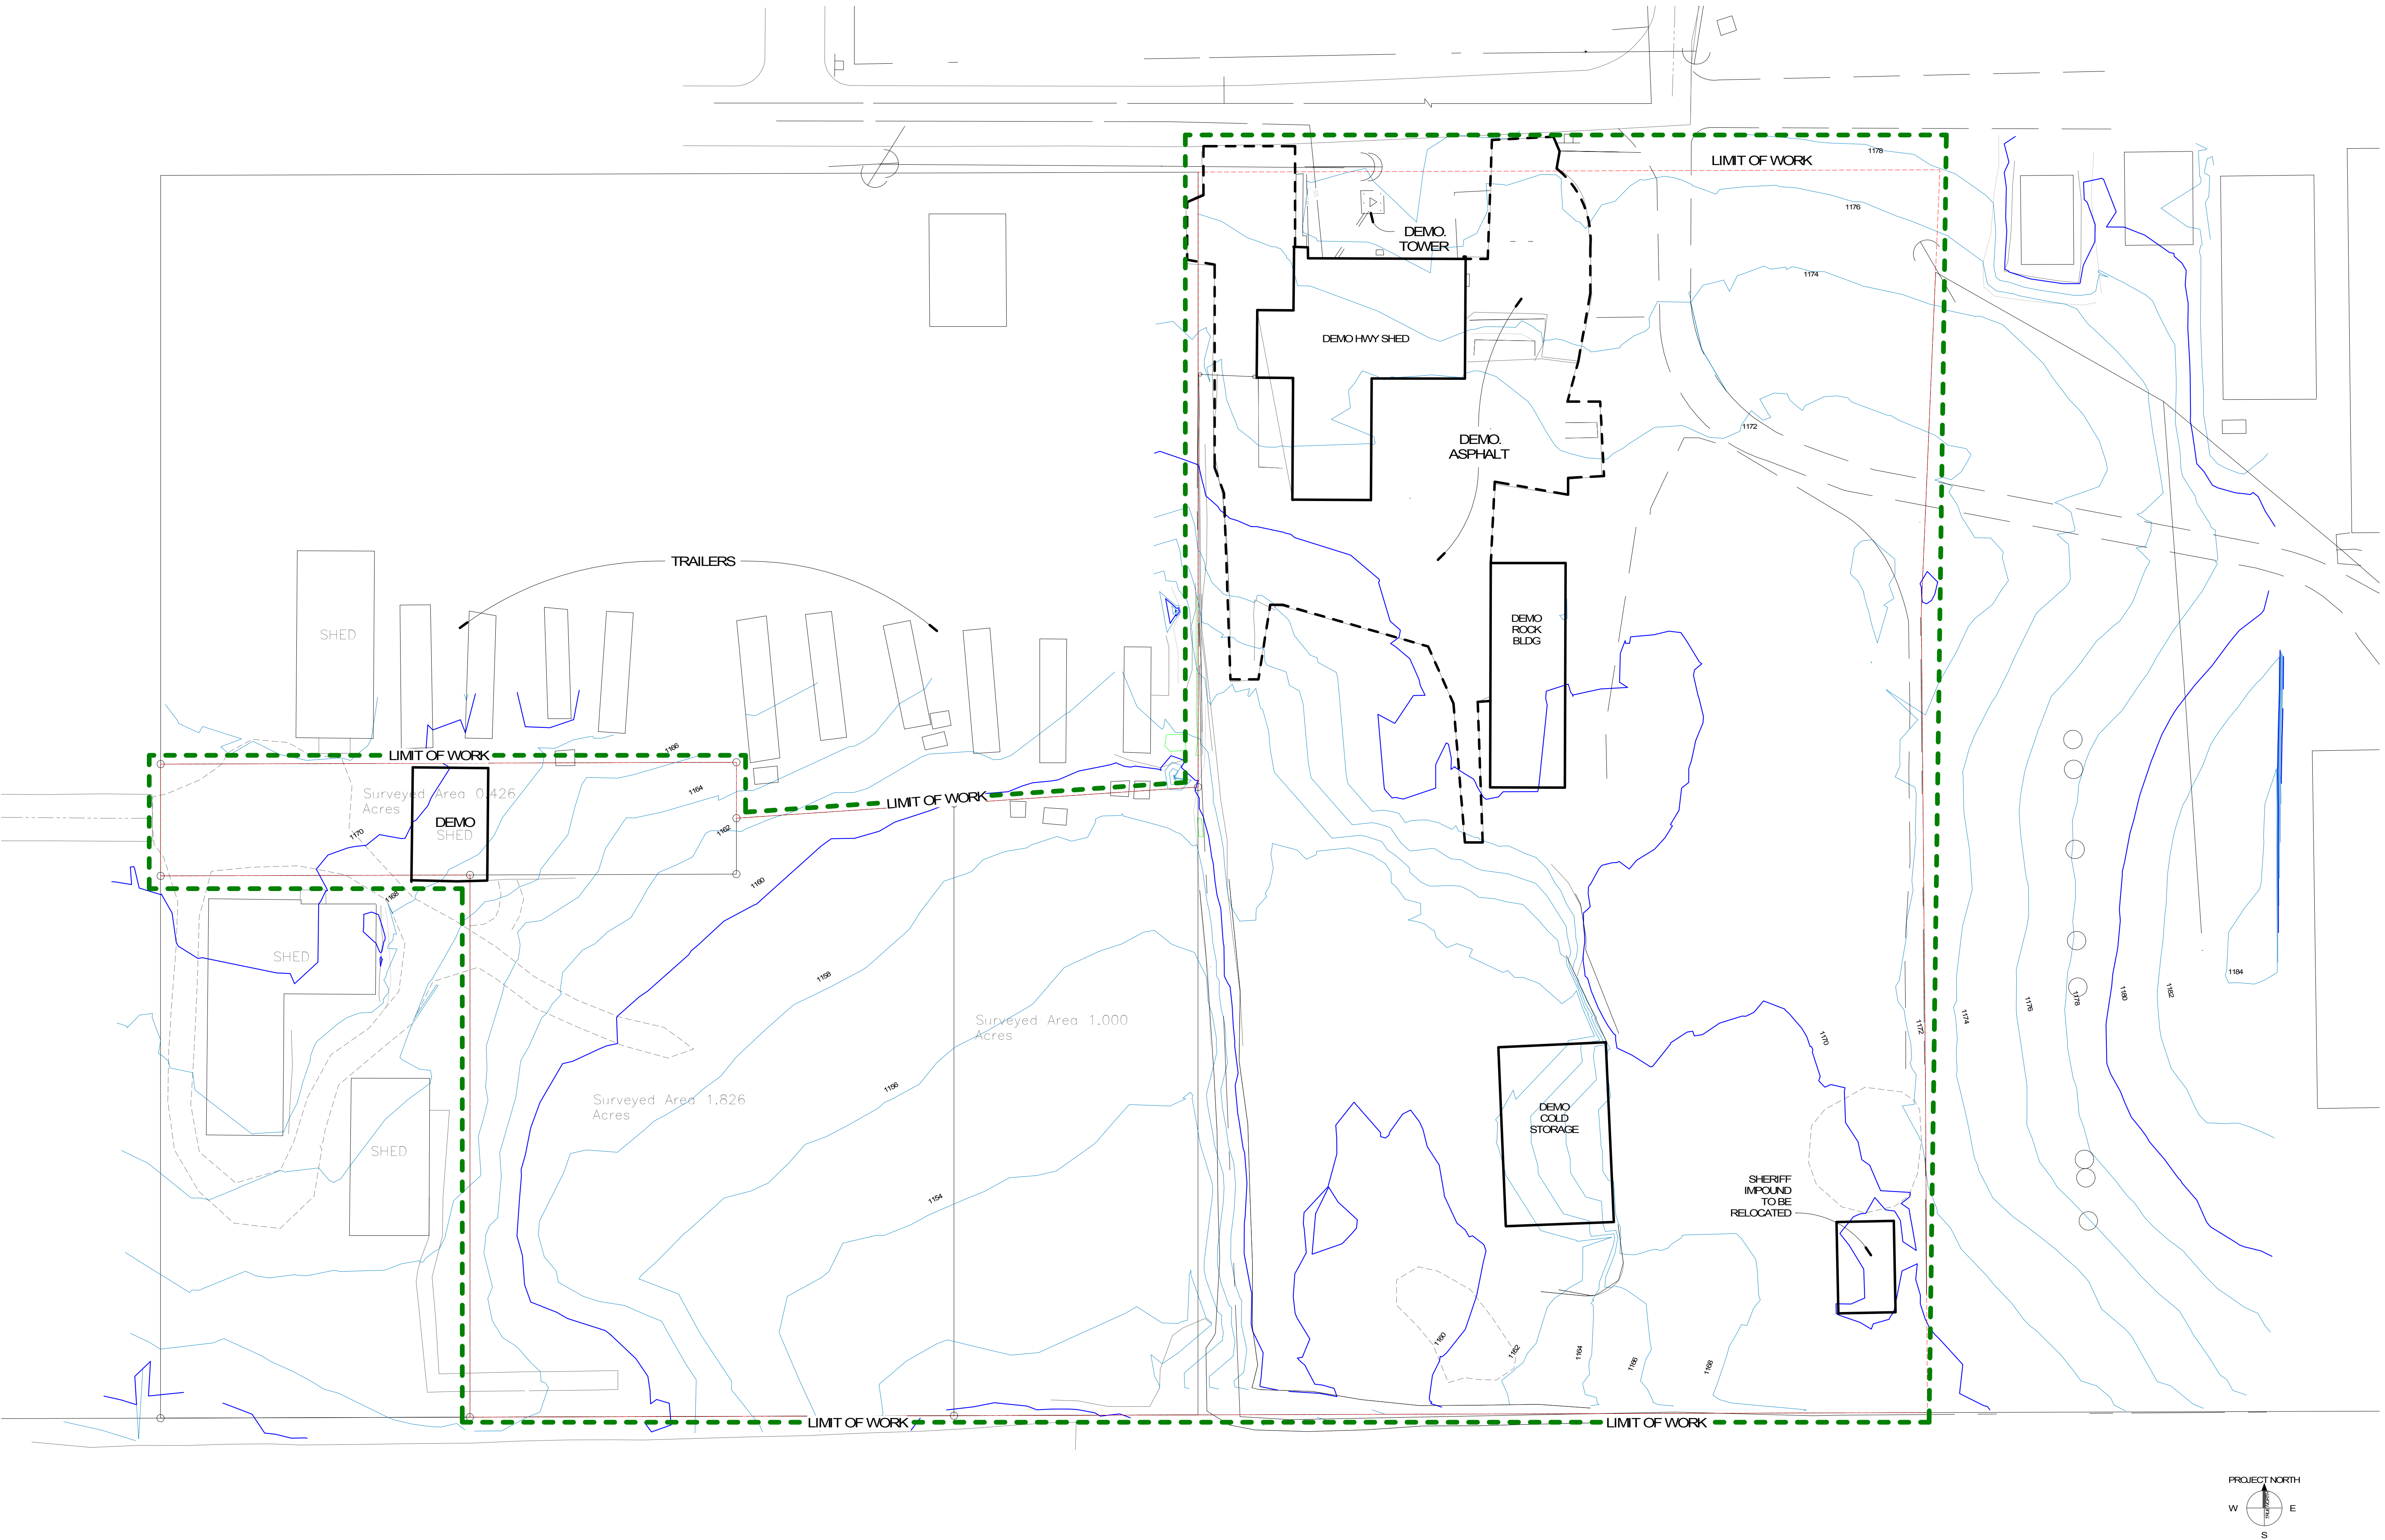 LIMIT OF WORK
1178
1176
DEMO.
TOWER
1174
DEMO HWY SHED
1172
DEMO.
ASPHALT
TRAILERS
DEMO
ROCK
BLDG
SHED
LIMIT OF WORK
1166
1164
1162
LIMIT OF WORK
Surveyed Area 0.426
Acres
DEMO
SHED
1170
1168
1160
SHED
1158
1184
1182
1180
1178
1176
1174
1172
1170
Surveyed Area 1.000
Acres
1156
Surveyed Area 1.826
Acres
DEMO
COLD
STORAGE
SHED
SHERIFF
IMPOUND
TO BE
RELOCATED
1154
1160
1162
1164
1166
1168
LIMIT OF WORK
LIMIT OF WORK
PROJECT NORTH
W
E
S